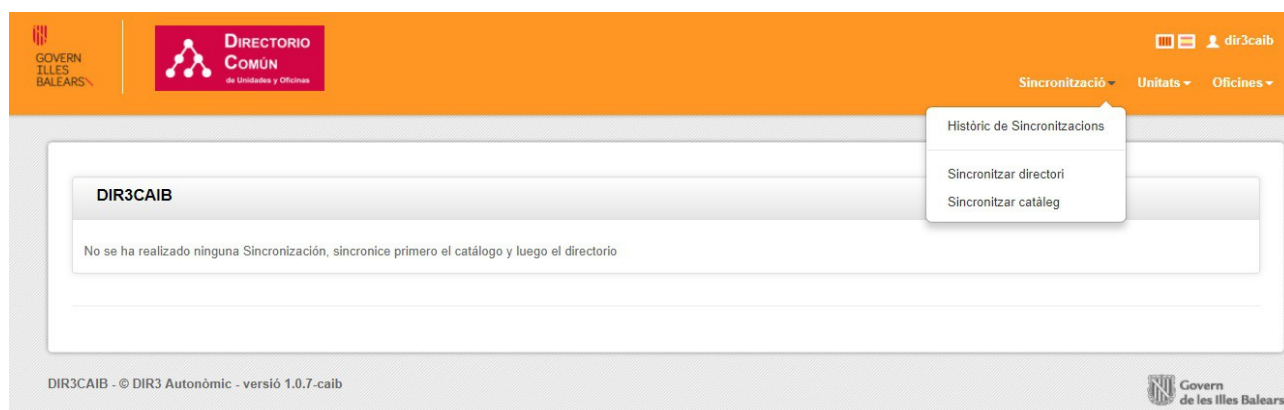 GOVERN
ILLES
BALEARS
DIRECTORIO
COMÚN
de Unidades y Oficinas
dir3caib
Sincronització Unitats Oficines
Històric de Sincronitzacions
Sincronitzar directori
Sincronitzar catàleg
DIR3CAIB
No se ha realizado ninguna Sincronización, sincronice primero el catálogo y luego el directorio
DIR3CAIB - © DIR3 Autonòmic - versió 1.0.7-caib
Govern
de les Illes Balears